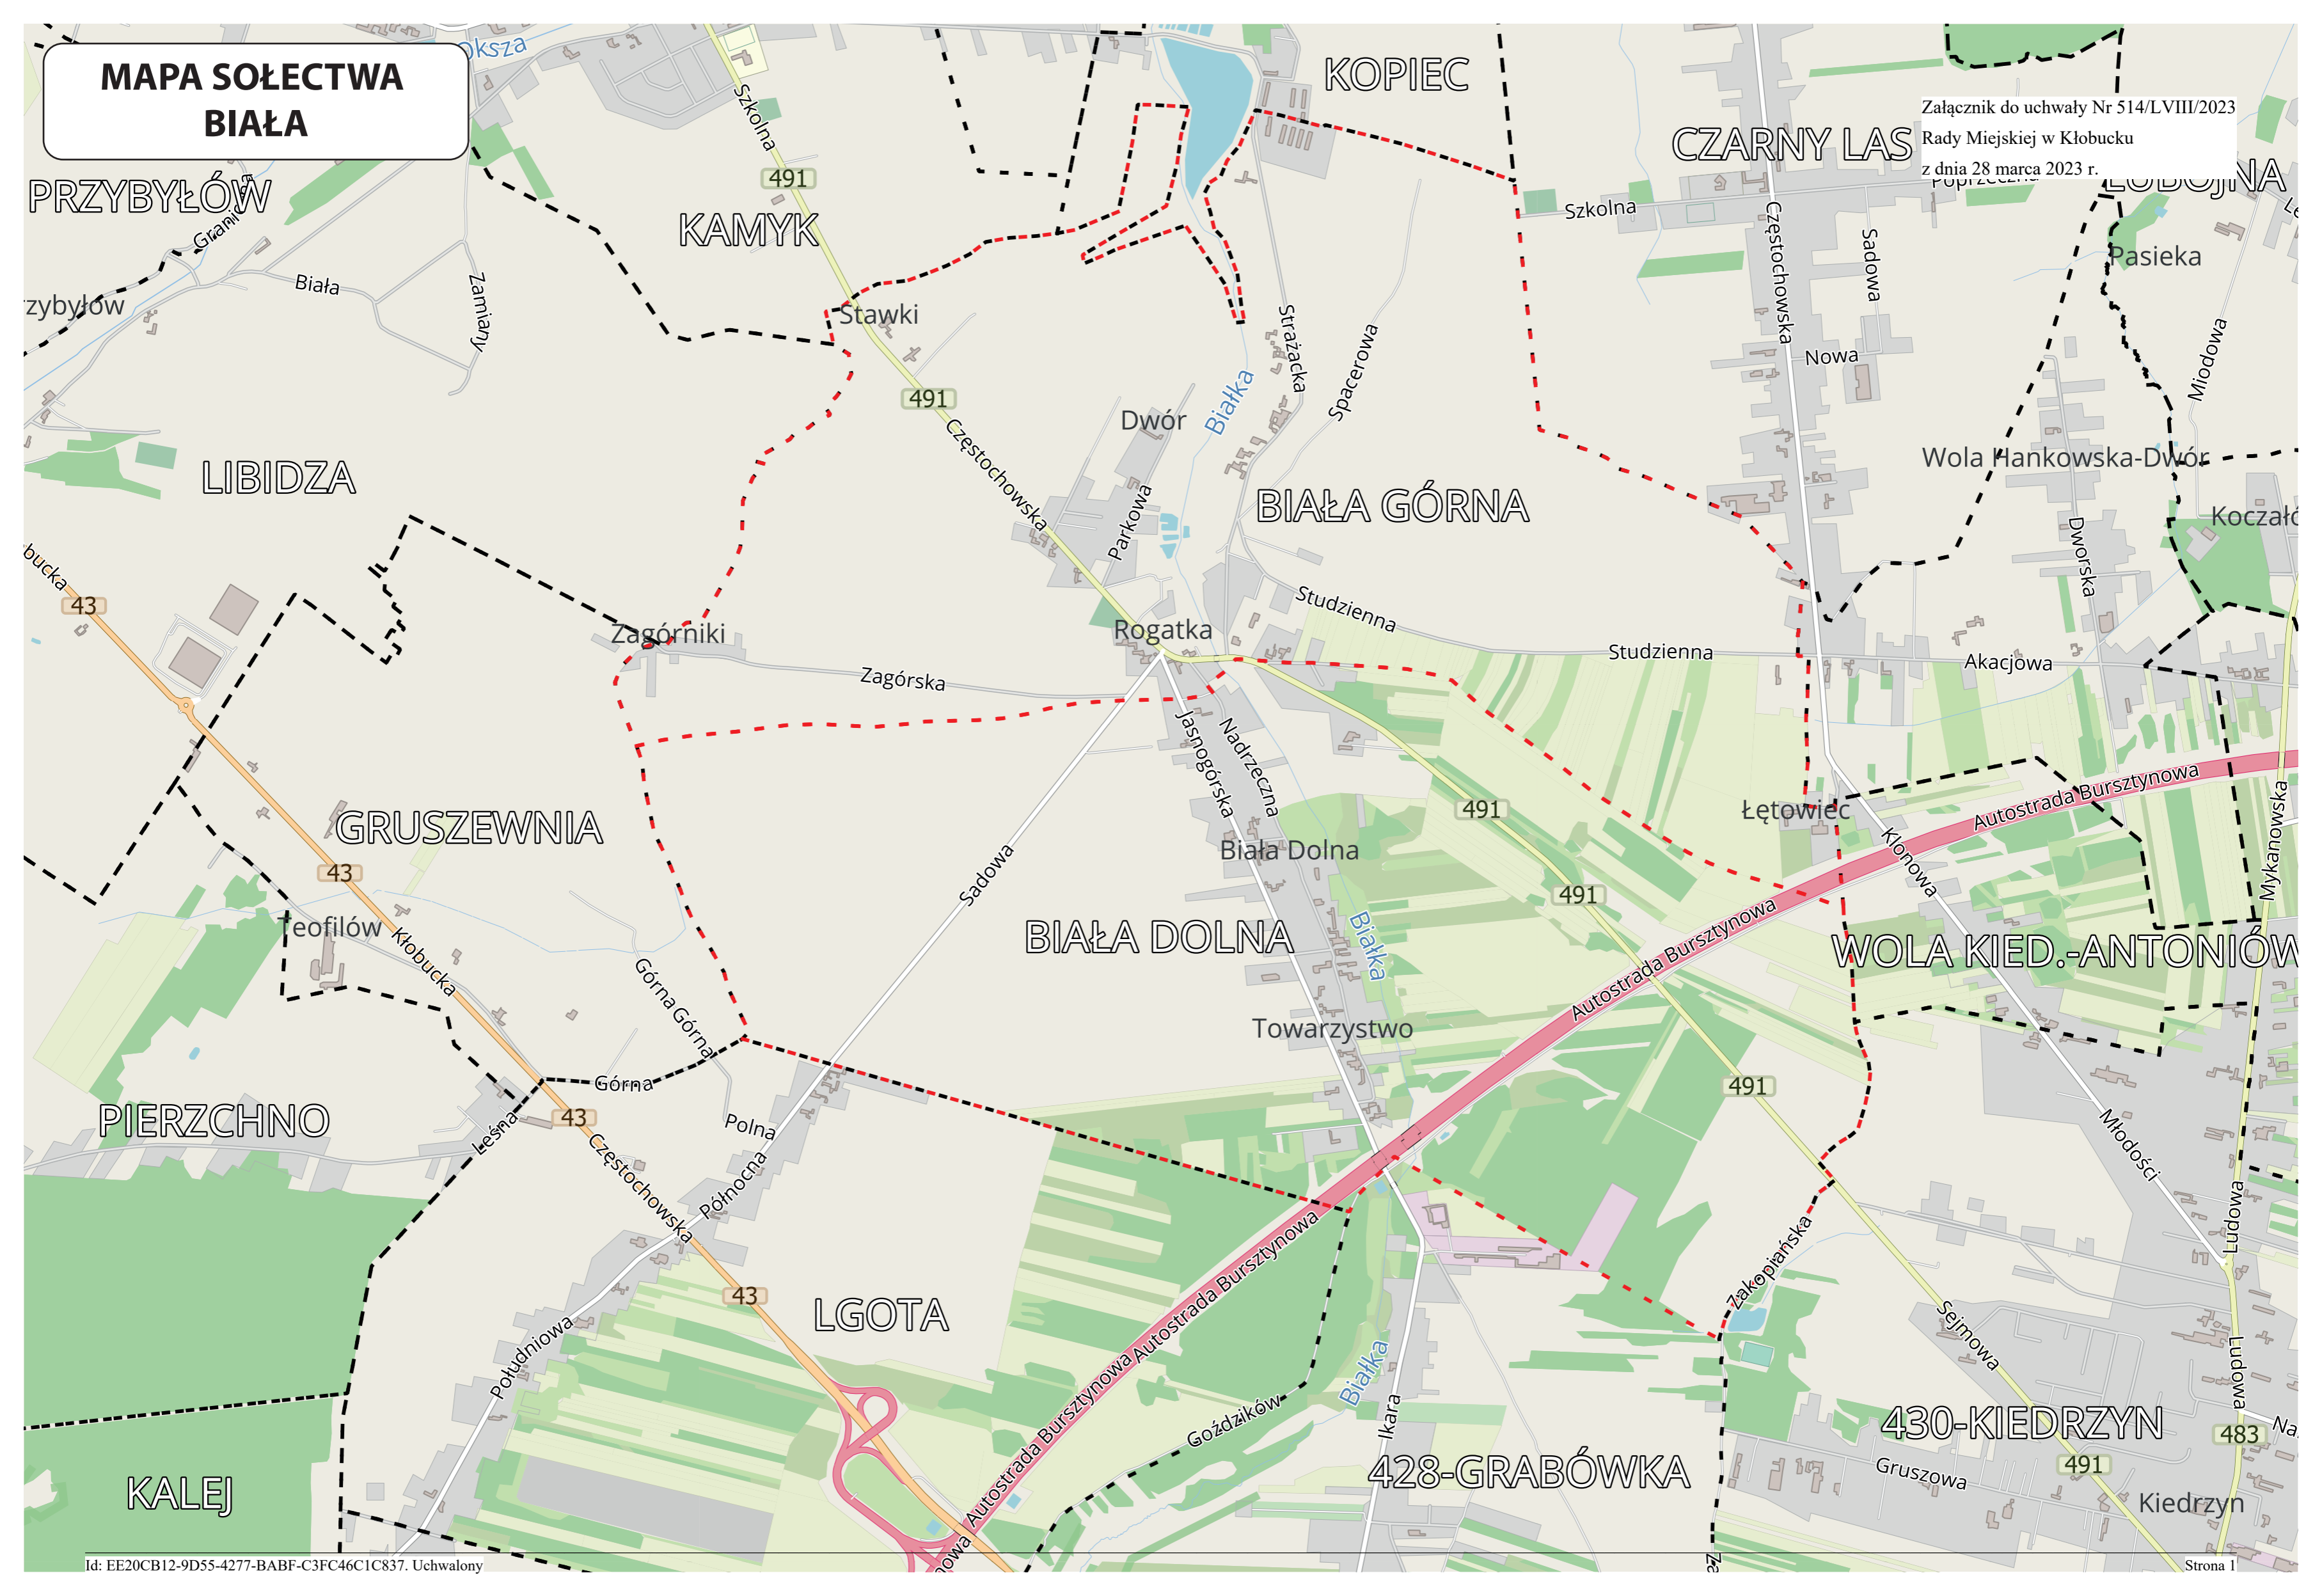 MAPA SOŁECTWA
BIAŁA
Załącznik do uchwały Nr 514/LVIII/2023
Rady Miejskiej w Kłobucku
z dnia 28 marca 2023 r.
KOPIEC
CZARNY LAS
PRZYBYŁÓW
KAMYK
Szkolna
491
Szkolna
Poprzeczna
LUBOJNA
Graniczna
Biała
Zamiany
Stawki
Częstochowska
Sadowa
Pasieka
Nowa
Miodowa
491
Strażacka
Spacerowa
Białka
Dwór
Częstochowska
Parkowa
LIBIDZA
BIAŁA GÓRNA
Wola Hankowska-Dwór
Dworska
43
Zagórniki
Zagórska
Rogatka
Studzienna
Studzienna
Akacjowa
Jasnogórska
Nadrzeczna
491
Łętowiec
Autostrada Bursztynowa
Mykanowska
GRUSZEWNIA
43
Sadowa
Biała Dolna
Klonowa
491
Teofilów
Kłobucka
BIAŁA DOLNA
Białka
Autostrada Bursztynowa
WOLA KIED.-ANTONIÓW
Górna
Górna
Towarzystwo
Górna
491
PIERZCHNO
Leśna
43
Polna
Częstochowska
Północna
Młodości
Ludowa
Autostrada Bursztynowa
Zakopiańska
43
LGOTA
Południowa
Sejmowa
Autostrada Bursztynowa
Białka
Ludowa
Goździków
Ikara
430-KIEDRZYN
483
428-GRABÓWKA
Gruszowa
491
KALEJ
Kiedrzyn
Id: EE20CB12-9D55-4277-BABF-C3FC46C1C837. Uchwalony
Strona 1